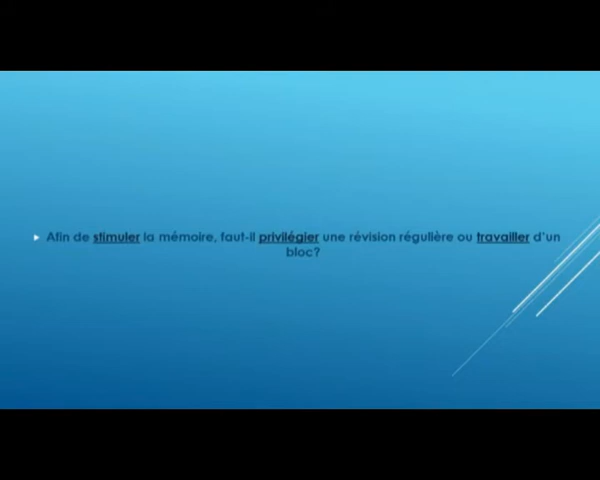 Afin de stimuler la mémoire, faut-il privilégier une révision régulière ou travailler d'un
bloc?